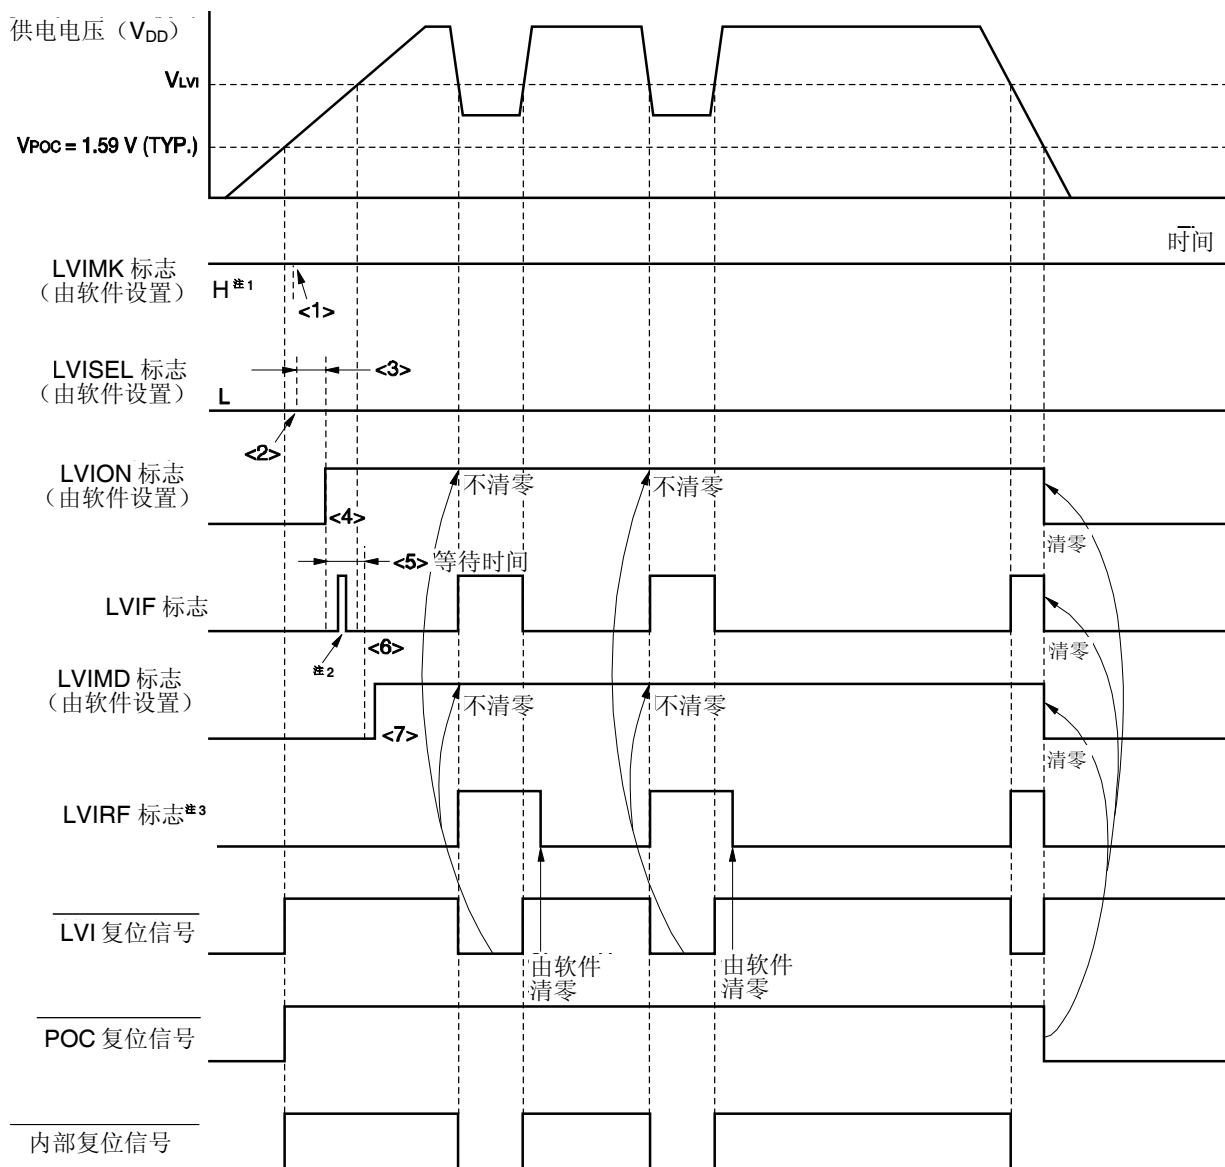 供电电压（VDD）
VLVI
VPOC = 1.59 V (TYP.)
时间
LVIMK 标志
（由软件设置）
H 注 1
<1>
LVISEL 标志
（由软件设置）
L
<3>
<2>
LVION 标志
（由软件设置）
不清零
不清零
<4>
清零
<5> 等待时间
LVIF 标志
注 2
<6>
清零
LVIMD 标志
（由软件设置）
不清零
不清零
<7>
清零
LVIRF 标志注 3
LVI 复位信号
由软件
清零
由软件
清零
POC 复位信号
内部复位信号